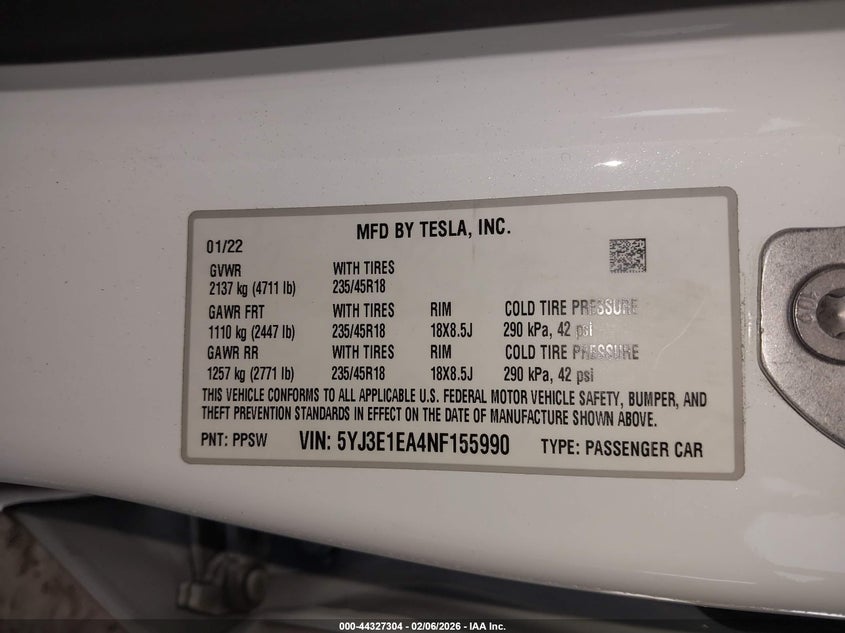 MFD BY TESLA, INC.
01/22
GVWR WITH TIRES
2137 kg (4711 lb) 235/45R18
GAWR FRT WITH TIRES RIM COLD TIRE PRESSURE
1110 kg (2447 lb) 235/45R18 18X8.5J 290 kPa, 42 psi
GAWR RR WITH TIRES RIM COLD TIRE PRESSURE
1257 kg (2771 lb) 235/45R18 18X8.5J 290 kPa, 42 psi
THIS VEHICLE CONFORMS TO ALL APPLICABLE U.S. FEDERAL MOTOR VEHICLE SAFETY, BUMPER, AND
THEFT PREVENTION STANDARDS IN EFFECT ON THE DATE OF MANUFACTURE SHOWN ABOVE.
PNT: PPSW VIN: 5YJ3E1EA4NF155990 TYPE: PASSENGER CAR
000-44327304 - 02/06/2026 - IAA Inc.